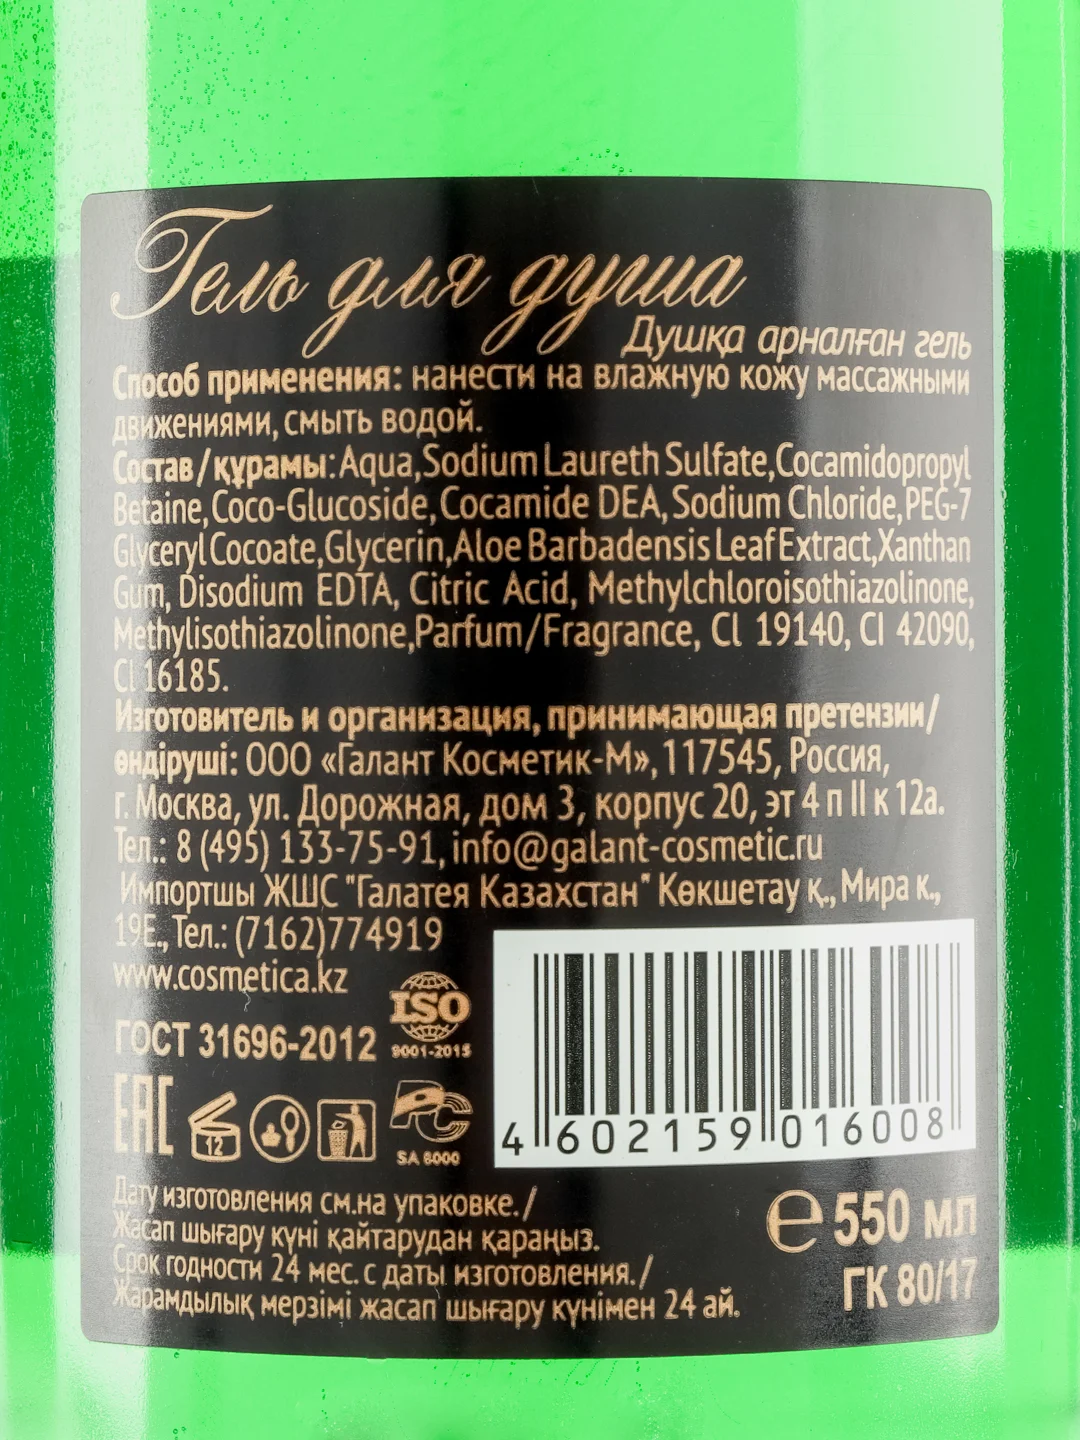 Гель для душа
Душқа арналған гель
Способ применения: нанести на влажную кожу массажными
движениями, смыть водой.
Состав/құрамы: Aqua, Sodium Laureth Sulfate, Cocamidopropyl
Betaine, Coco-Glucoside, Cocamide DEA, Sodium Chloride, PEG-7
Glyceryl Cocoate, Glycerin, Aloe Barbadensis Leaf Extract, Xanthan
Gum, Disodium EDTA, Citric Acid, Methylchloroisothiazolinone,
Methylisothiazolinone, Parfum/Fragrance, Cl 19140, CI 42090,
Cl 16185.
Изготовитель и организация, принимающая претензии/
өндіруші: ООО «Галант Косметик-М», 117545, Россия,
г. Москва, ул. Дорожная, дом 3, корпус 20, эт 4 п II к 12а.
Тел.: 8 (495) 133-75-91, info@galant-cosmetic.ru
Импортшы ЖШС "Галатея Казахстан" Көкшетау қ., Мира к.,
19Е., Тел.: (7162)774919
www.cosmetica.kz
ISO
9001-2015
ГОСТ 31696-2012
EAC
12
PC
SA 8000
4 602159 016008
Дату изготовления см.на упаковке./
Жасап шығару күні қайтарудан қараңыз.
Срок годности 24 мес. с даты изготовления./
Жарамдылық мерзімі жасап шығару күнімен 24 ай.
℮ 550 мл
ГК 80/17